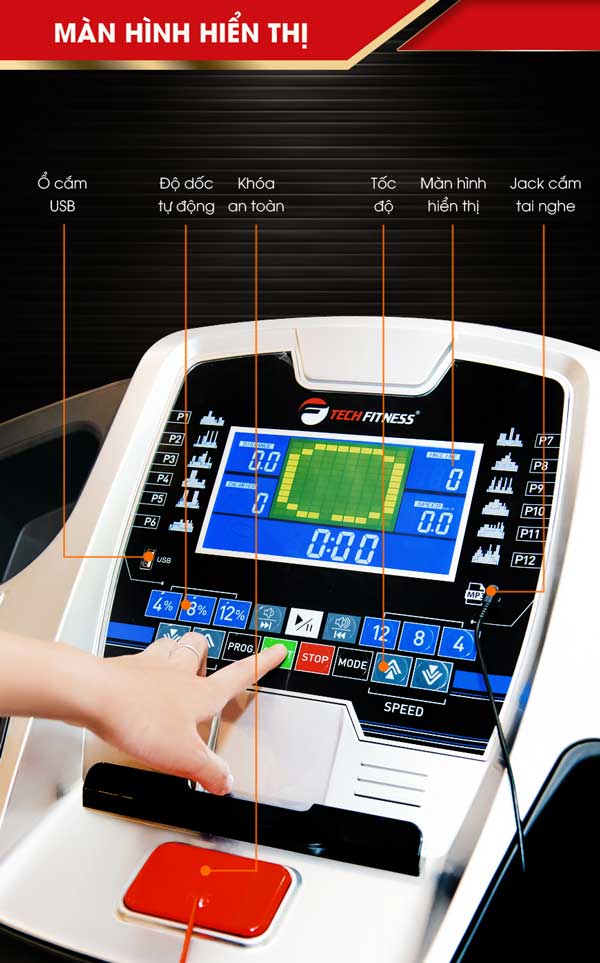 MÀN HÌNH HIỂN THỊ
Ổ cắm
USB
Độ dốc
tự động
Khóa
an toàn
Tốc
độ
Màn hình
hiển thị
Jack cắm
tai nghe
TECH FITNESS®
P1
P2
P3
P4
P5
P6
P7
P8
P9
P10
P11
P12
DISTANCE
0.0
CALORIES
0
INCLINE
0
SPEED
0.0
0:00
USB
MP3
4%
8%
12%
12
8
4
PROG
STOP
MODE
SPEED